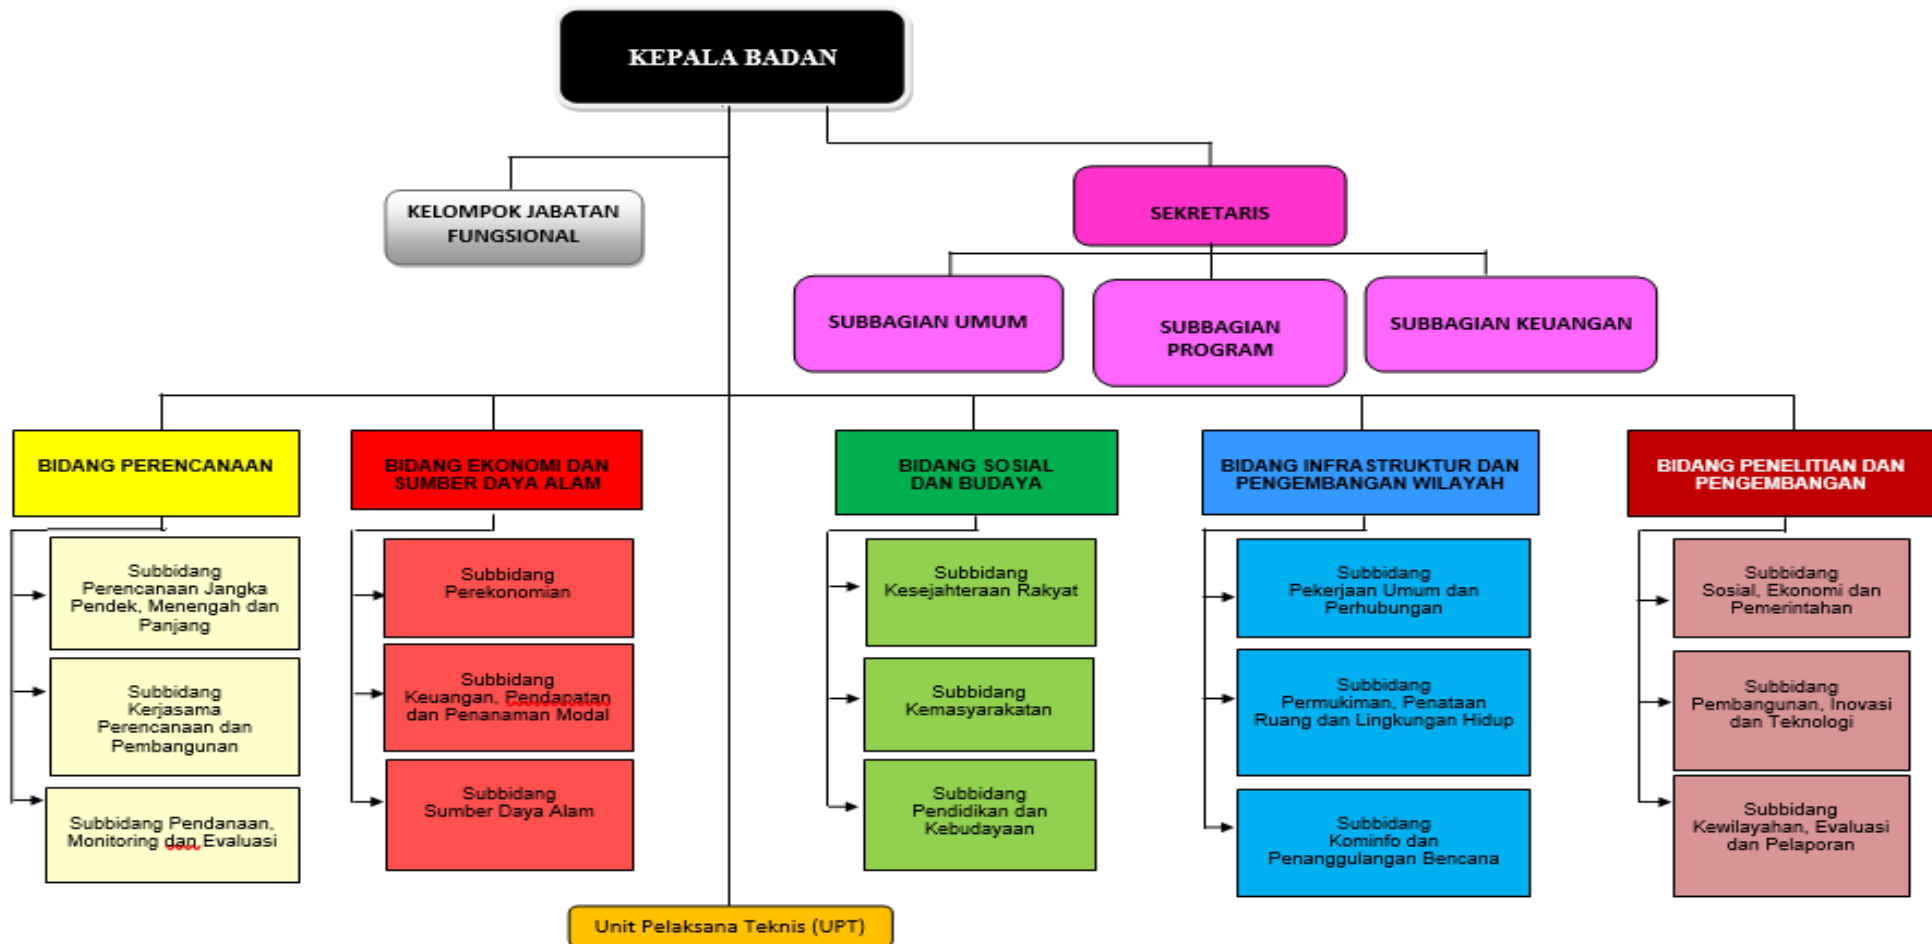 KEPALA BADAN
KELOMPOK JABATAN
FUNGSIONAL
SEKRETARIS
SUBBAGIAN UMUM
SUBBAGIAN
PROGRAM
SUBBAGIAN KEUANGAN
BIDANG PERENCANAAN
BIDANG EKONOMI DAN
SUMBER DAYA ALAM
BIDANG SOSIAL
DAN BUDAYA
BIDANG INFRASTRUKTUR DAN
PENGEMBANGAN WILAYAH
BIDANG PENELITIAN DAN
PENGEMBANGAN
Subbidang
Perencanaan Jangka
Pendek, Menengah dan
Panjang
Subbidang
Kerjasama
Perencanaan dan
Pembangunan
Subbidang Pendanaan,
Monitoring dan Evaluasi
Subbidang
Perekonomian
Subbidang
Keuangan, Pendapatan
dan Penanaman Modal
Subbidang
Sumber Daya Alam
Subbidang
Kesejahteraan Rakyat
Subbidang
Kemasyarakatan
Subbidang
Pendidikan dan
Kebudayaan
Subbidang
Pekerjaan Umum dan
Perhubungan
Subbidang
Permukiman, Penataan
Ruang dan Lingkungan Hidup
Subbidang
Kominfo dan
Penanggulangan Bencana
Subbidang
Sosial, Ekonomi dan
Pemerintahan
Subbidang
Pembangunan, Inovasi
dan Teknologi
Subbidang
Kewilayahan, Evaluasi
dan Pelaporan
Unit Pelaksana Teknis (UPT)